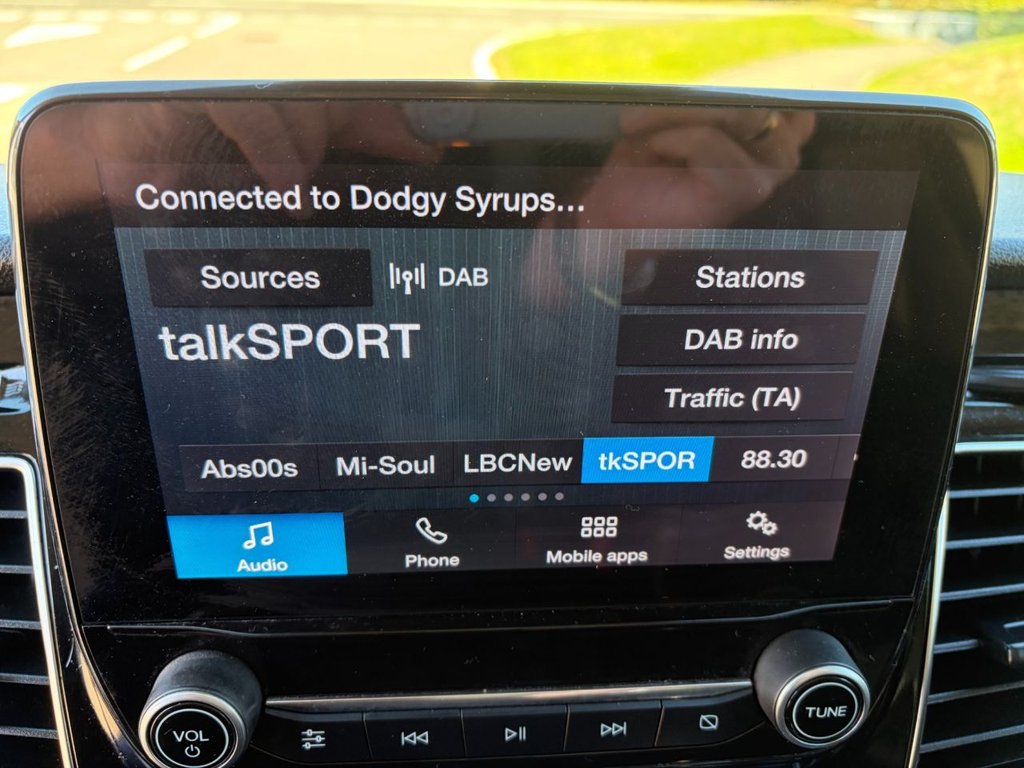 Connected to Dodgy Syrups...
Sources
DAB
Stations
talkSPORT
DAB info
Traffic (TA)
Abs00s
Mi-Soul
LBCNew
tkSPOR
88.30
Audio
Phone
Mobile apps
Settings
VOL
TUNE